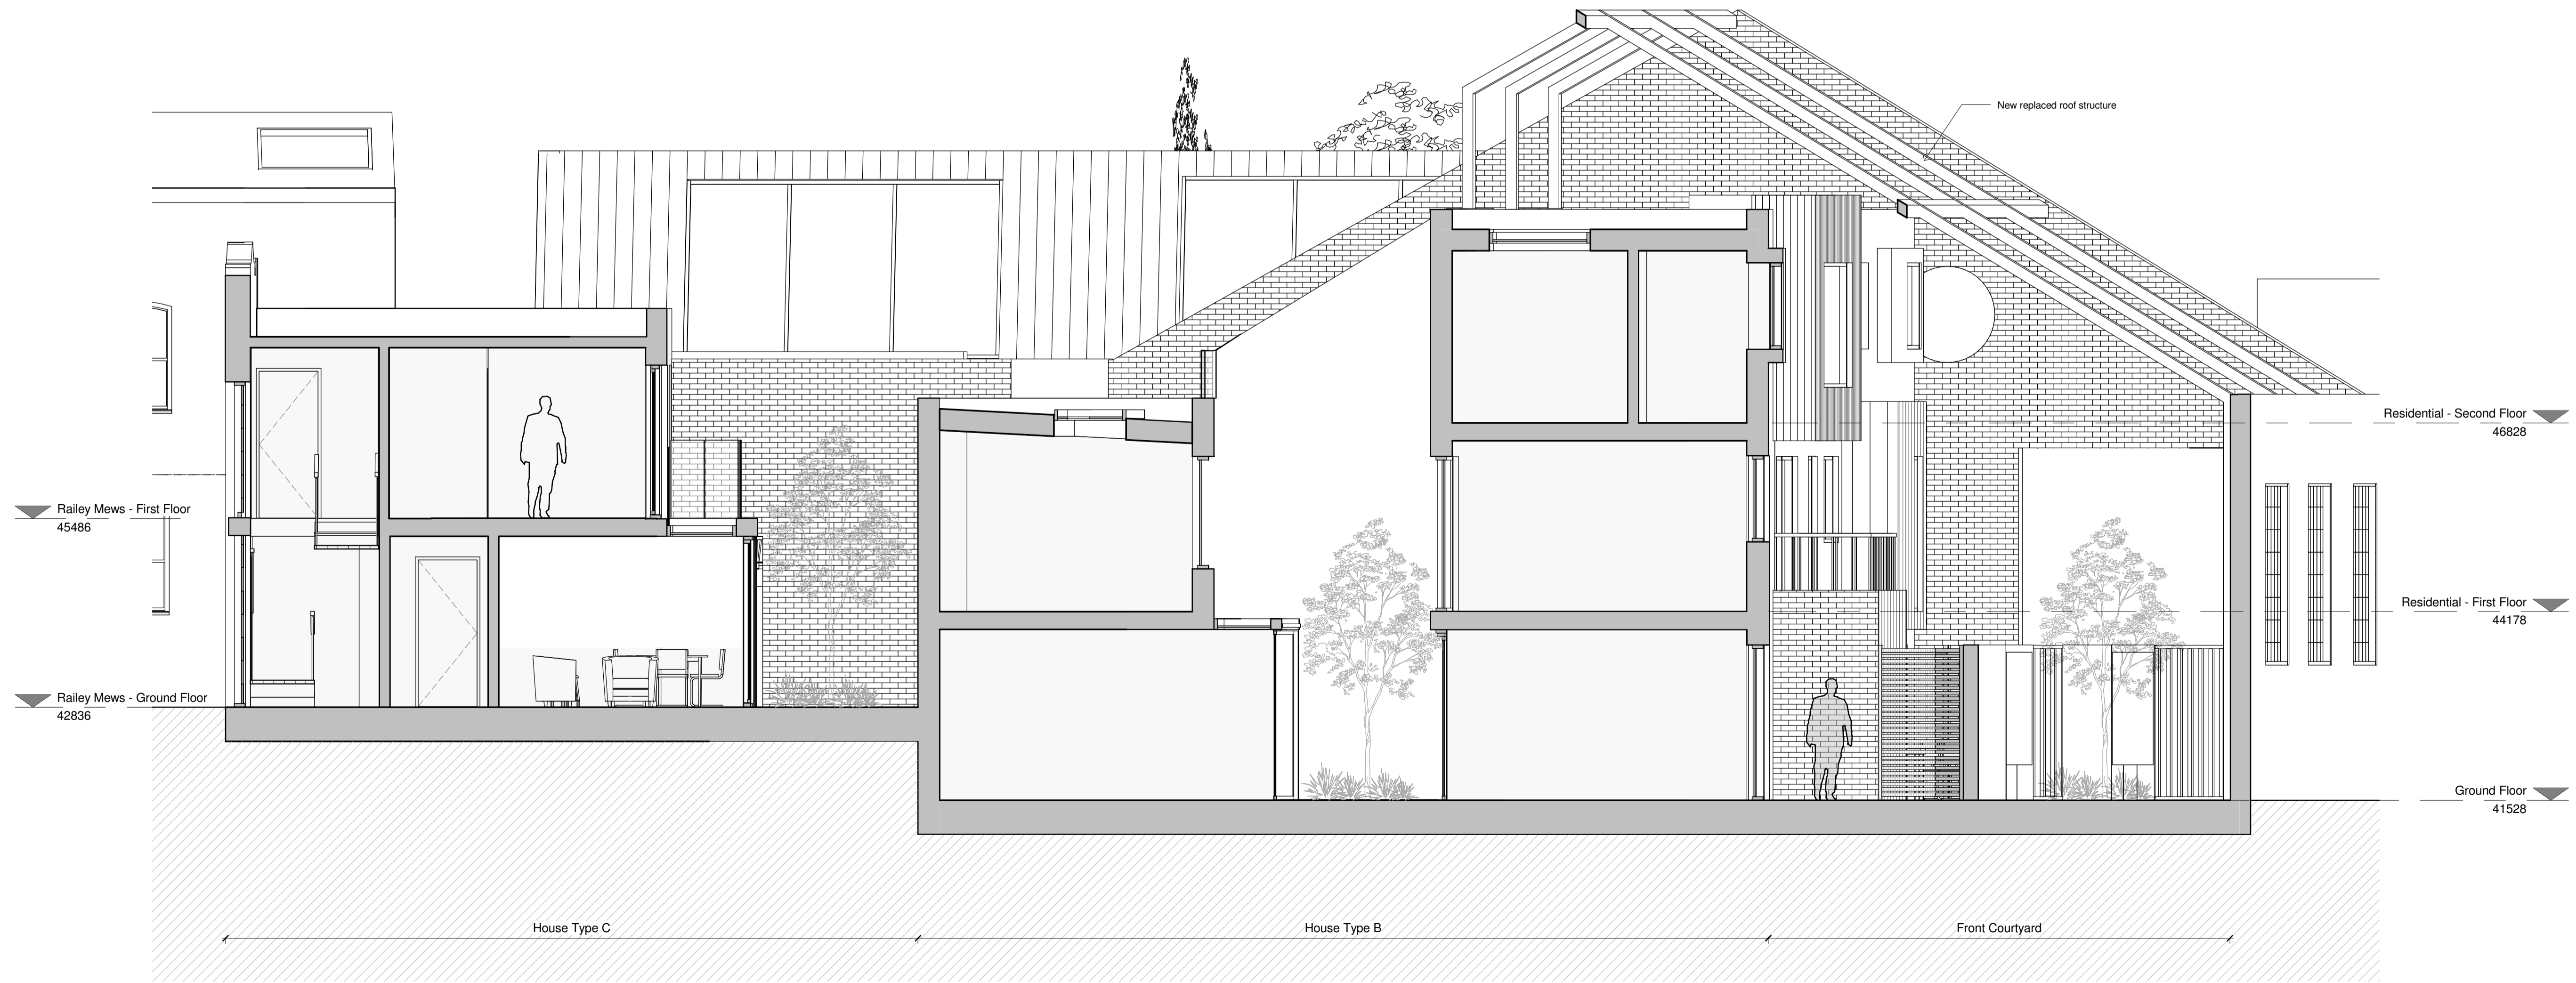 New replaced roof structure
Residential - Second Floor
46828
Railey Mews - First Floor
45486
Residential - First Floor
44178
Railey Mews - Ground Floor
42836
Ground Floor
41528
House Type C
House Type B
Front Courtyard